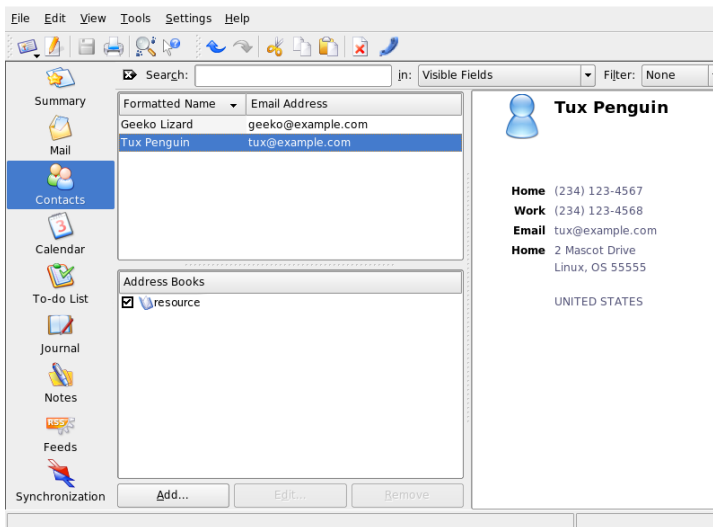 File Edit View Tools Settings Help
Search: in: Visible Fields Filter: None
Summary
Mail
Contacts
Calendar
3
To-do List
Journal
Notes
RSS
Feeds
Synchronization
Formatted Name Email Address
Geeko Lizard geeko@example.com
Tux Penguin tux@example.com
Address Books
resource
Add... Edit... Remove
Tux Penguin
Home (234) 123-4567
Work (234) 123-4568
Email tux@example.com
Home 2 Mascot Drive
Linux, OS 55555
UNITED STATES